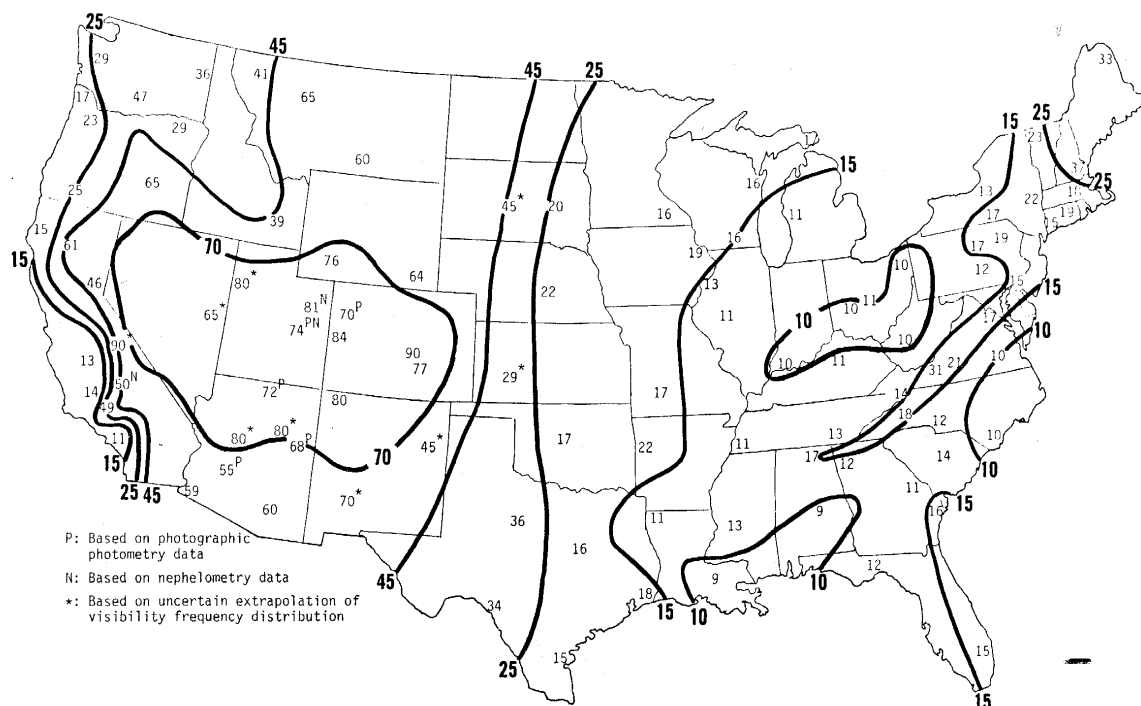 25 45 45 25 15 25 33
29 36 41 65 47 17 23
23 29 60 16 15 37
65 45* 20 16 11 13 22 16 25
25 39 16 17 19 15 19
15 61 70 76 64 19 16 17 19
15 46 80* 22 13 10 12 15 15
65* 81N 70P 11 10 11 10 17
74PN 84 10 10 10
90* 90 77 29* 10 11 21 10
13 50N 72P 80 17 14 31
14 49 18 12 10
11 80* 80* 68P 70 45* 17 22 11 13 14
15 55P 17 12 10
25 45 59 60 70* 36 11 13 9 11 16 15
P: Based on photographic
photometry data
N: Based on nephelometry data
*: Based on uncertain extrapolation of
visibility frequency distribution
45 16 9 10 12
34 18 15 10
25 15 15
15